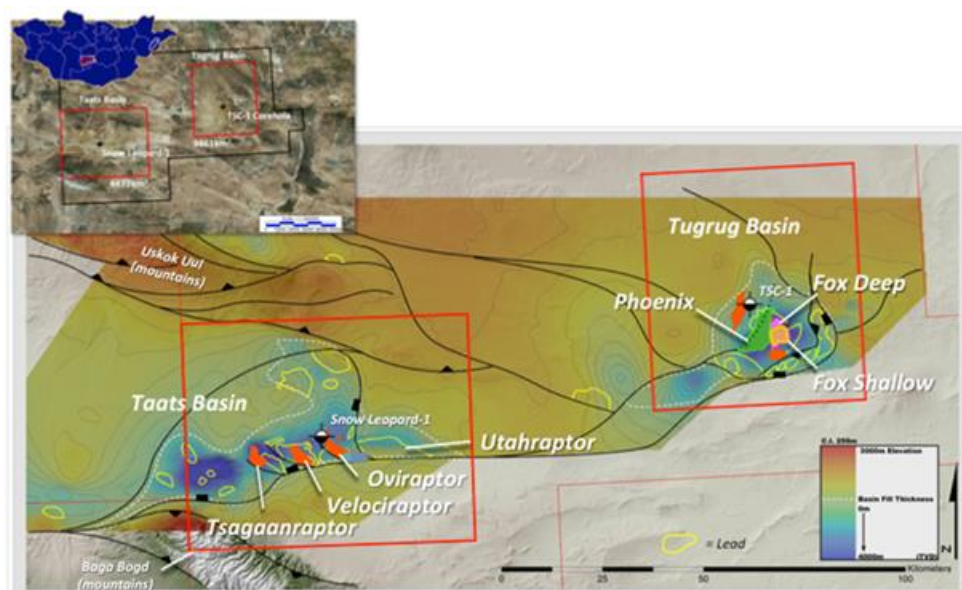 Tugrug Basin
Taats Basin
TSC-1 Corehole
Snow Leopard-1
Uskok Uul
(mountains)
Tugrug Basin
Phoenix
TSC-1
Fox Deep
Fox Shallow
Taats Basin
Snow Leopard-1
Utahraptor
Oviraptor
Velociraptor
Tsagaanraptor
Baga Bogd
(mountains)
= Lead
C.I. 250m
3000m Elevation
Basin Fill Thickness
0m
4000m (TVD)
N
Kilometers
0 25 50 100